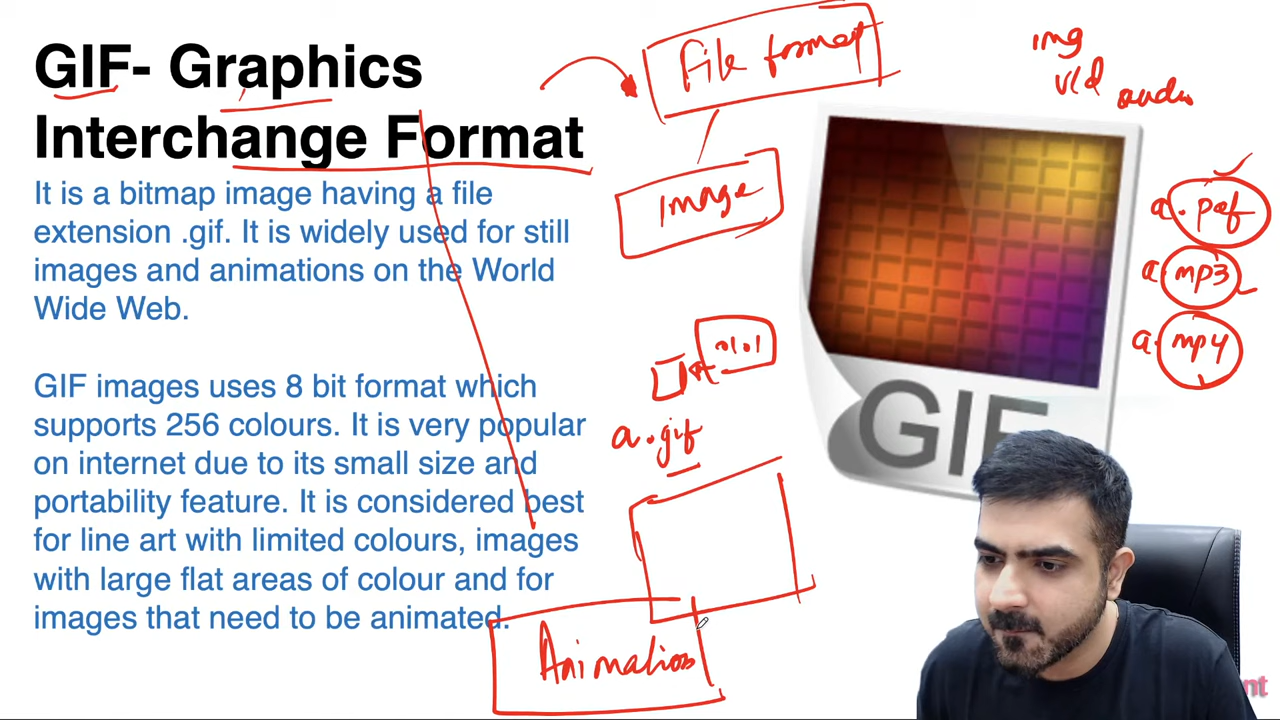 GIF- Graphics
Interchange Format
It is a bitmap image having a file
extension .gif. It is widely used for still
images and animations on the World
Wide Web.
GIF images uses 8 bit format which
supports 256 colours. It is very popular
on internet due to its small size and
portability feature. It is considered best
for line art with limited colours, images
with large flat areas of colour and for
images that need to be animated.
File format
Image
0101
a.gif
Animation
img
vid
audio
a.pdf
a.mp3
a.mp4
GIF
nt